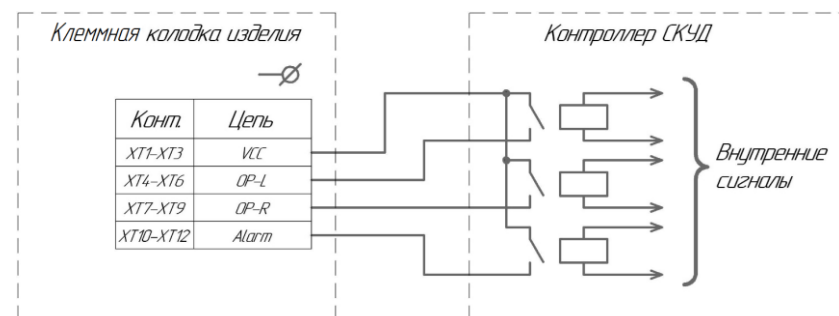 Клеммная колодка изделия
Контроллер СКУД
Конт. Цепь
XT1-XT3 VCC
XT4-XT6 OP-L
XT7-XT9 OP-R
XT10-XT12 Alarm
Внутренние
сигналы